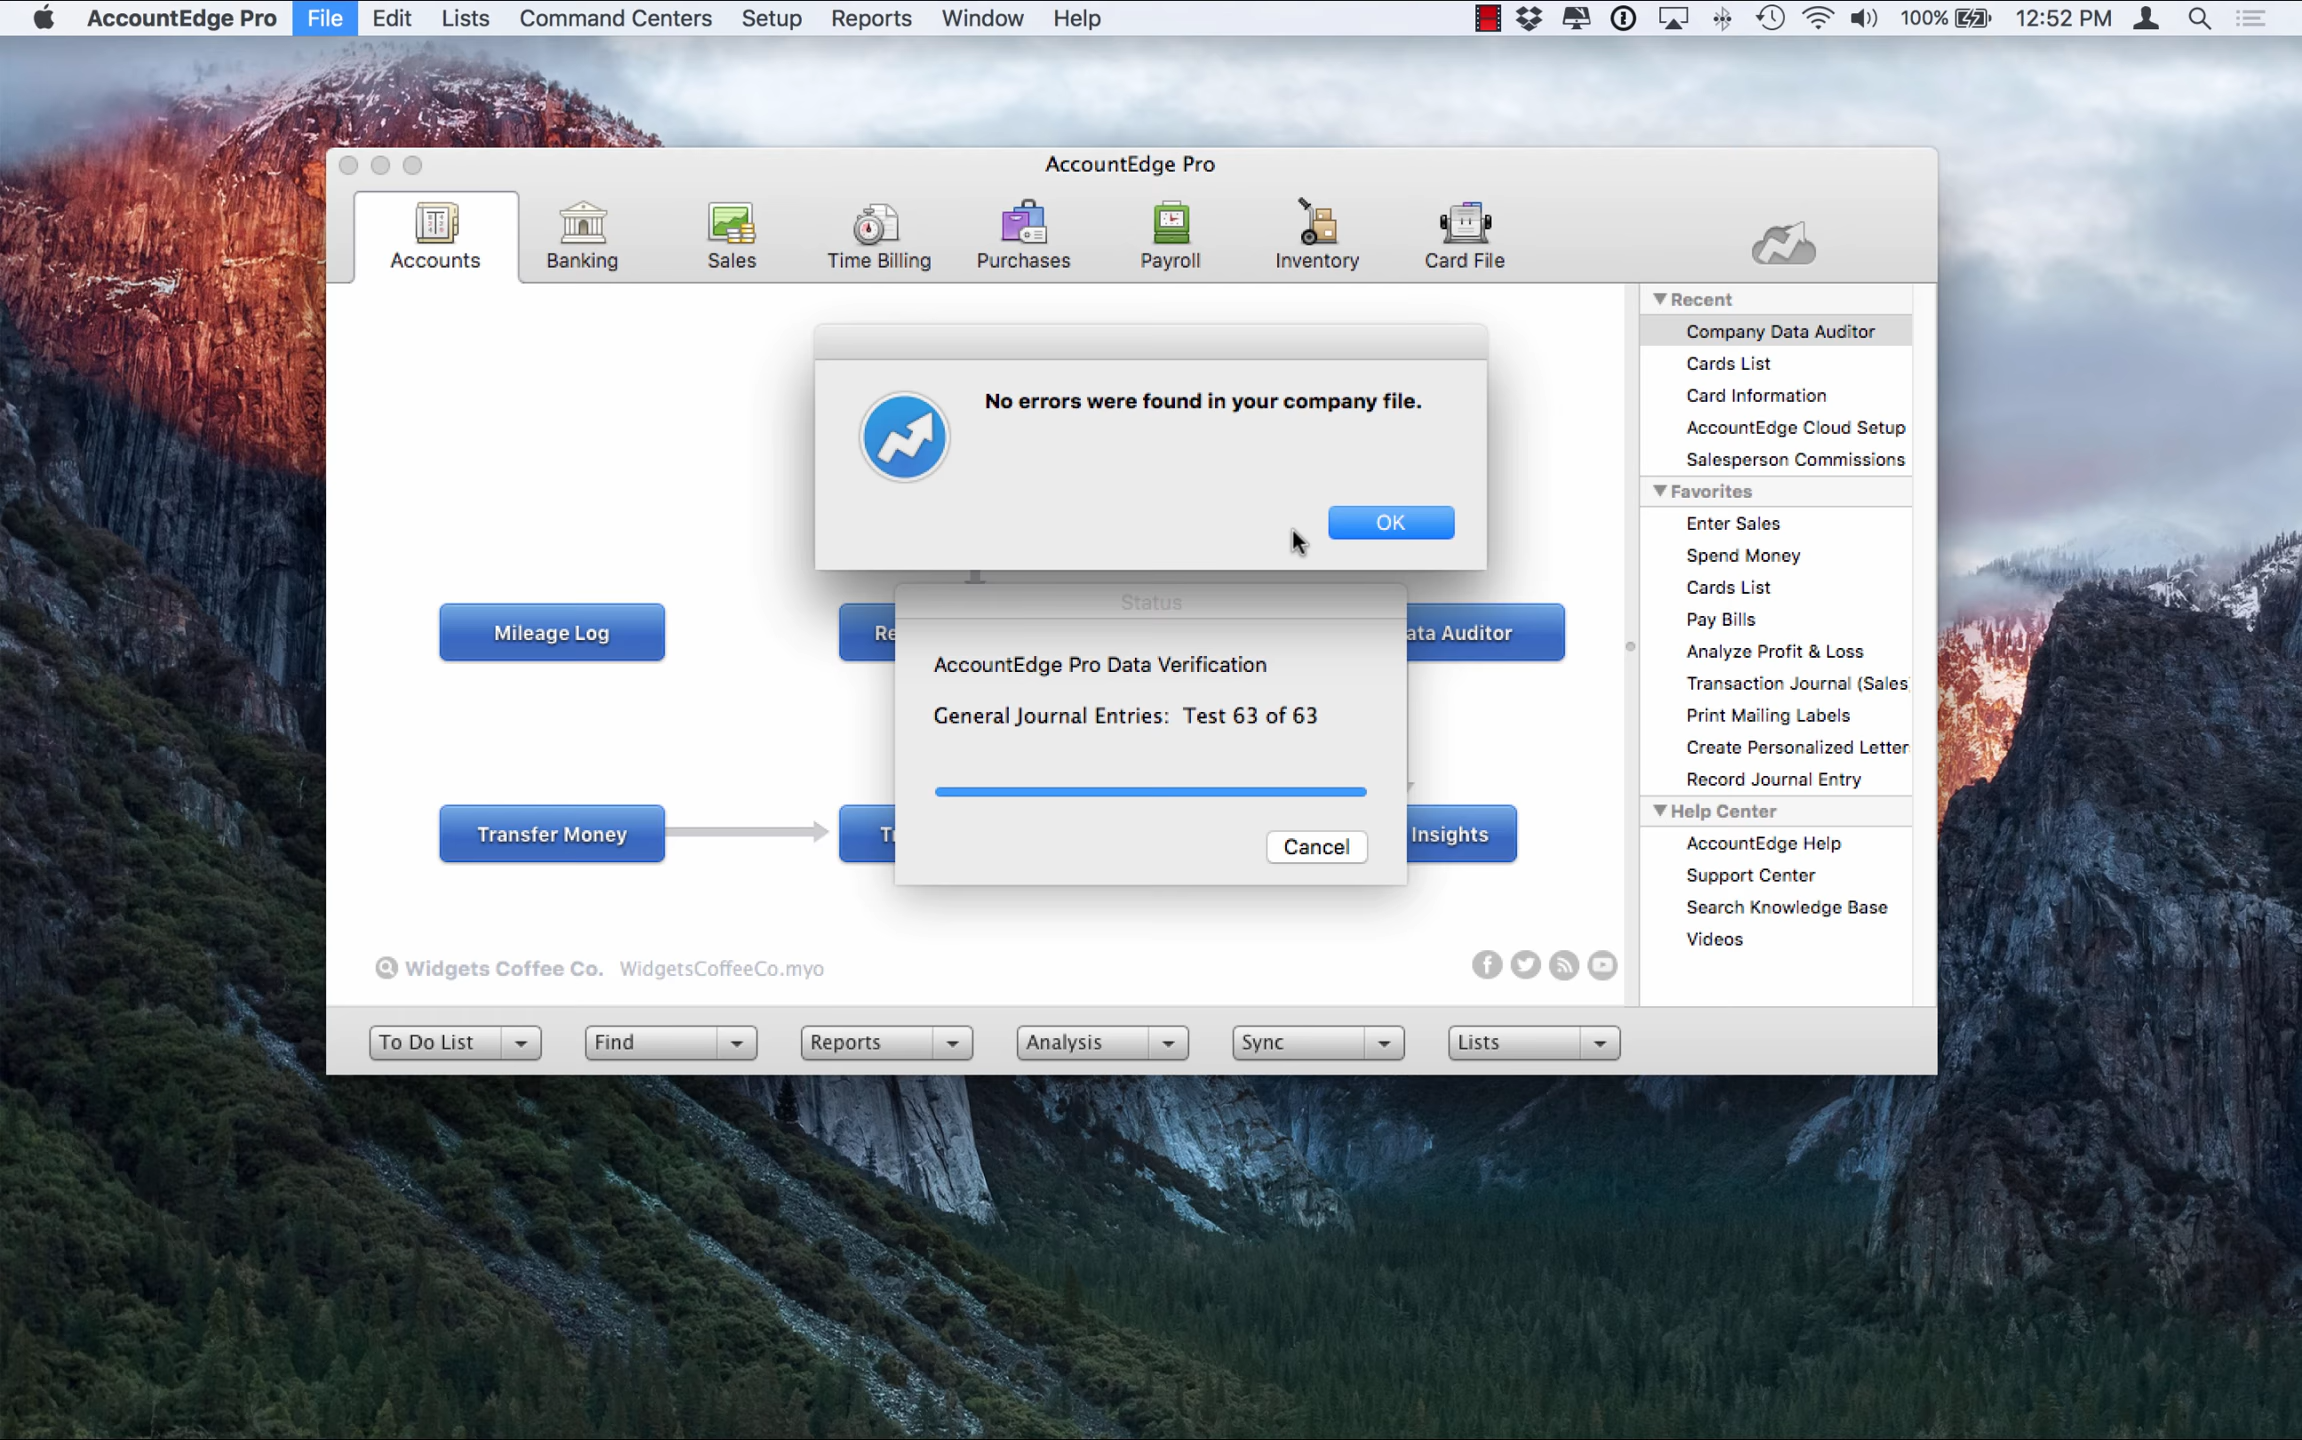 AccountEdge Pro File Edit Lists Command Centers Setup Reports Window Help 100% 12:52 PM
AccountEdge Pro
Accounts Banking Sales Time Billing Purchases Payroll Inventory Card File
No errors were found in your company file.
OK
Status
AccountEdge Pro Data Verification
General Journal Entries: Test 63 of 63
Cancel
Mileage Log
Re
ata Auditor
Transfer Money
Insights
Widgets Coffee Co. WidgetsCoffeeCo.myo
Recent
Company Data Auditor
Cards List
Card Information
AccountEdge Cloud Setup
Salesperson Commissions
Favorites
Enter Sales
Spend Money
Cards List
Pay Bills
Analyze Profit & Loss
Transaction Journal (Sales
Print Mailing Labels
Create Personalized Letter
Record Journal Entry
Help Center
AccountEdge Help
Support Center
Search Knowledge Base
Videos
To Do List Find Reports Analysis Sync Lists